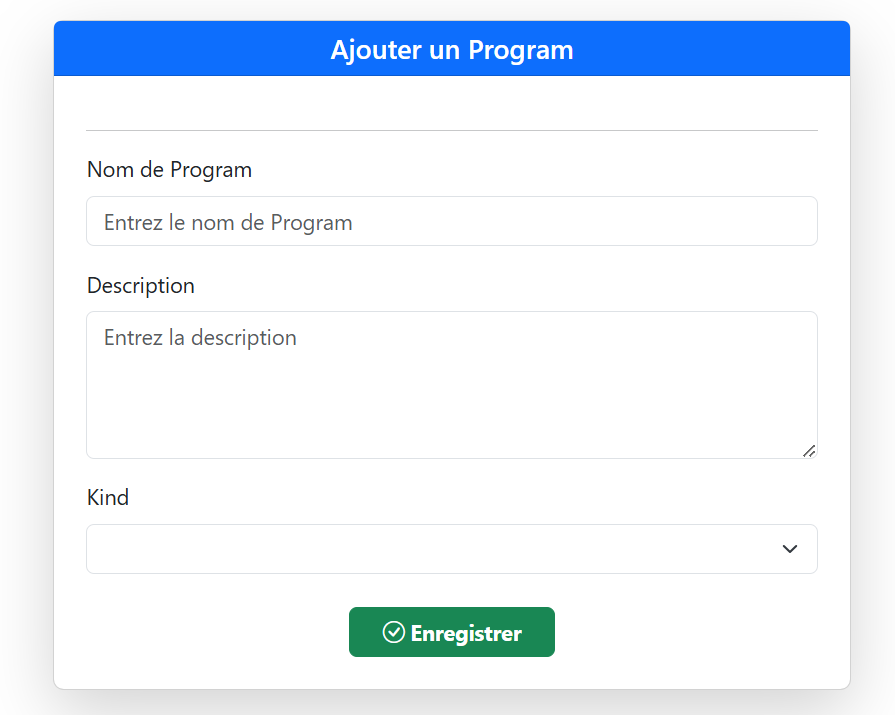 Ajouter un Program
Nom de Program
Entrez le nom de Program
Description
Entrez la description
Kind
Enregistrer